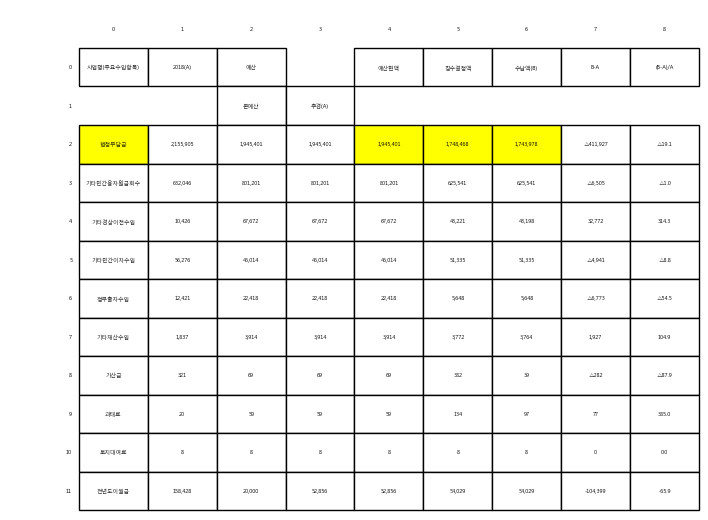 0 1 2 3 4 5 6 7 8
0 사업명(주요수입항목) 2018(A) 예산 예산현액 징수결정액 수납액(B) B-A (B-A)/A
1 본예산 추경(A)
2 법정부담금 2,155,905 1,945,401 1,945,401 1,945,401 1,748,468 1,743,978 △411,927 △19.1
3 기타민간융자원금회수 632,046 801,201 801,201 801,201 625,541 625,541 △6,505 △1.0
4 기타경상이전수입 10,426 67,672 67,672 67,672 48,221 43,198 32,772 314.3
5 기타민간이자수입 56,276 46,014 46,014 46,014 51,335 51,335 △4,941 △8.8
6 정부출자수입 12,421 22,418 22,418 22,418 5,648 5,648 △6,773 △54.5
7 기타재산수입 1,837 3,914 3,914 3,914 3,772 3,764 1,927 104.9
8 가산금 321 69 69 69 332 39 △282 △87.9
9 과태료 20 59 59 59 134 97 77 385.0
10 토지대여료 8 8 8 8 8 8 0 0.0
11 전년도이월금 158,428 20,000 52,856 52,856 54,029 54,029 -104,399 -65.9